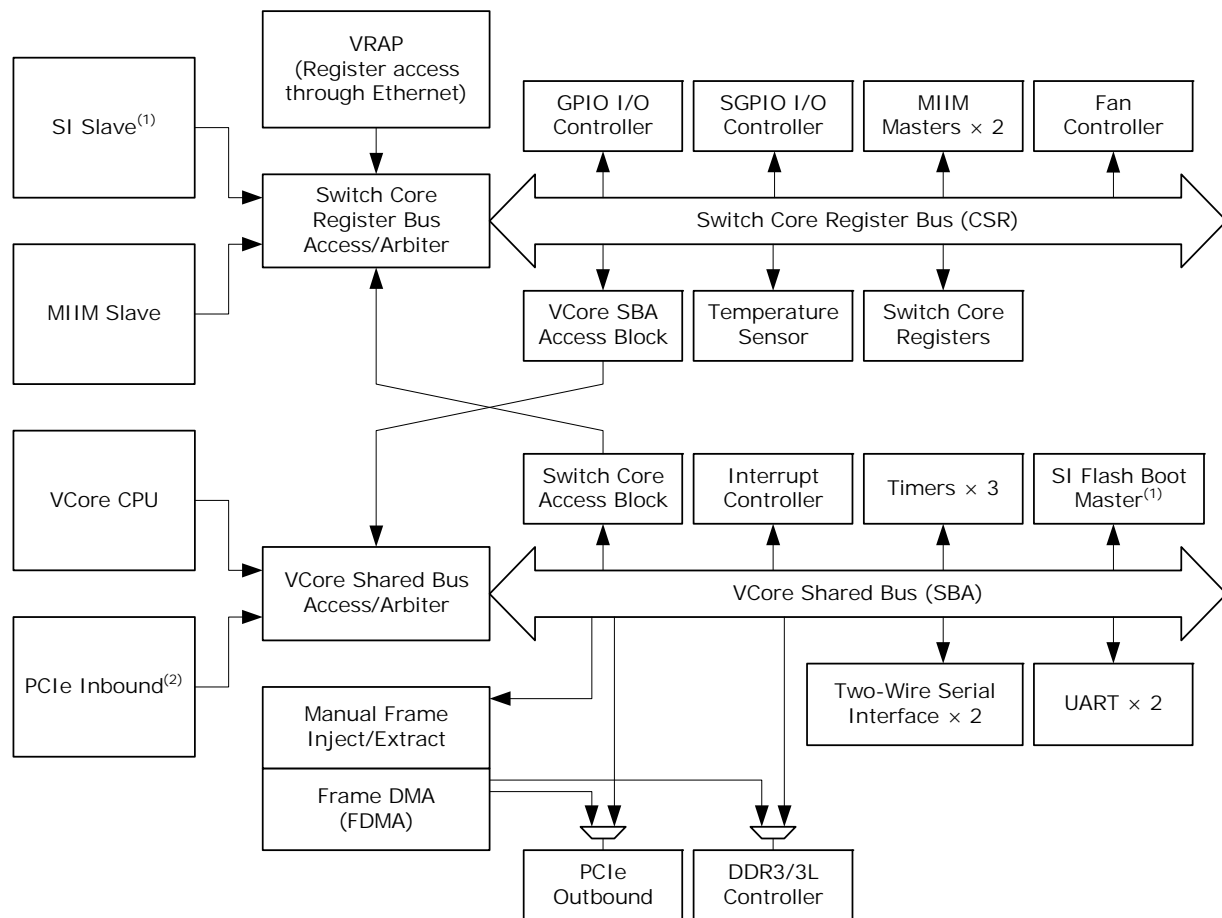 VRAP
(Register access
through Ethernet)
SI Slave(1)
GPIO I/O
Controller
SGPIO I/O
Controller
MIIM
Masters × 2
Fan
Controller
Switch Core
Register Bus
Access/Arbiter
Switch Core Register Bus (CSR)
MIIM Slave
VCore SBA
Access Block
Temperature
Sensor
Switch Core
Registers
VCore CPU
Switch Core
Access Block
Interrupt
Controller
Timers × 3
SI Flash Boot
Master(1)
VCore Shared Bus
Access/Arbiter
VCore Shared Bus (SBA)
PCIe Inbound(2)
Manual Frame
Inject/Extract
Two-Wire Serial
Interface × 2
UART × 2
Frame DMA
(FDMA)
PCIe
Outbound
DDR3/3L
Controller